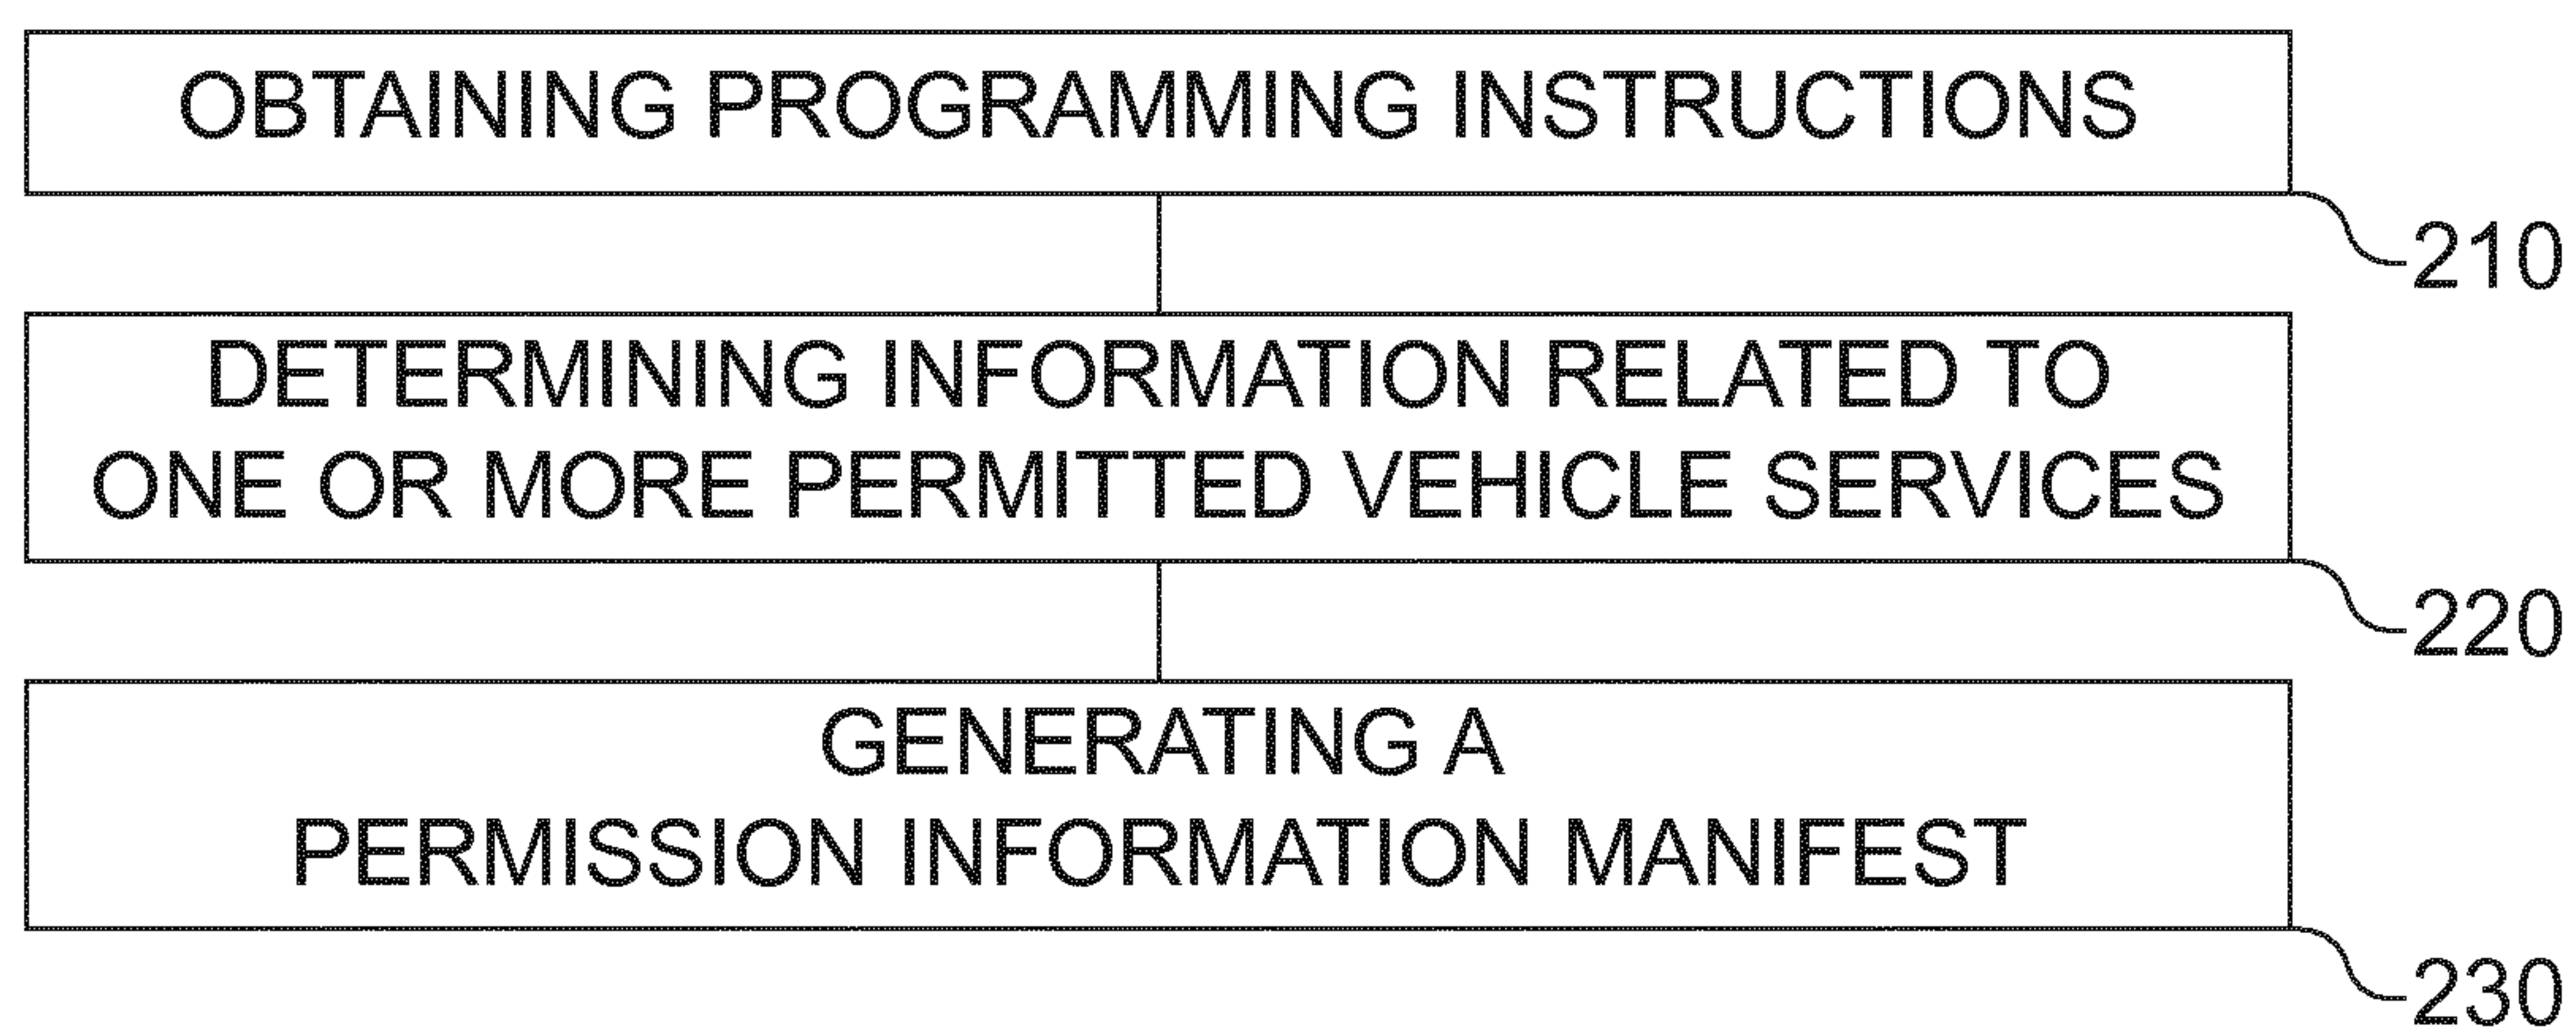 OBTAINING PROGRAMMING INSTRUCTIONS
210
DETERMINING INFORMATION RELATED TO
ONE OR MORE PERMITTED VEHICLE SERVICES
220
GENERATING A
PERMISSION INFORMATION MANIFEST
230